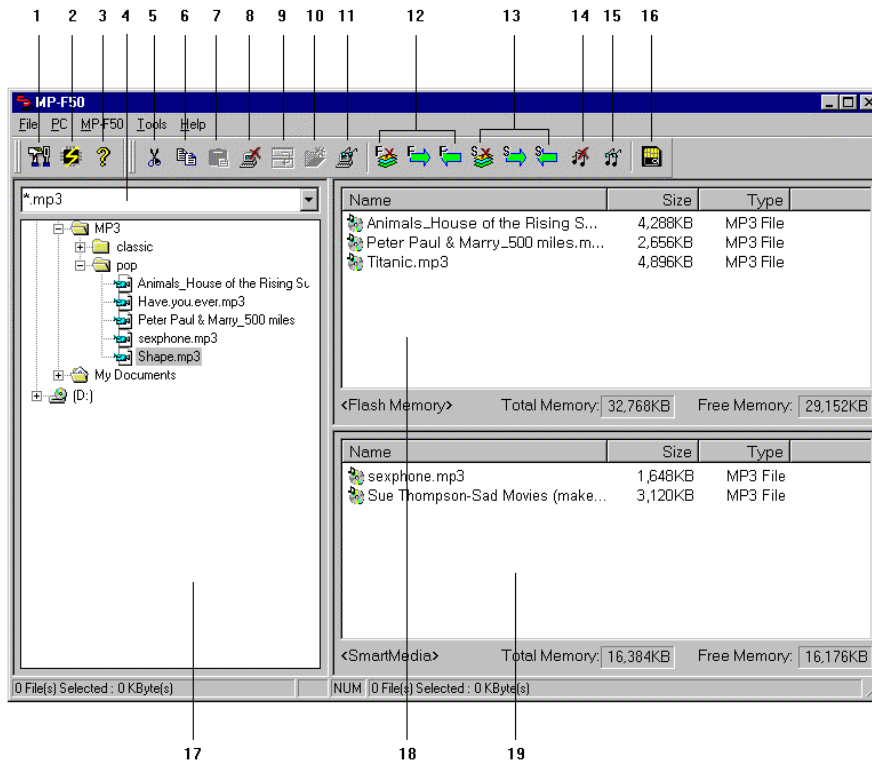 1 2 3 4 5 6 7 8 9 10 11 12 13 14 15 16
MP-F50
File PC MP-F50 Tools Help
F F F S S S
*.mp3
MP3
classic
pop
Animals_House of the Rising Su
Have.you.ever.mp3
Peter Paul & Marry_500 miles
sexphone.mp3
Shape.mp3
My Documents
(D:)
Name Size Type
Animals_House of the Rising S... 4,288KB MP3 File
Peter Paul & Marry_500 miles.m... 2,656KB MP3 File
Titanic.mp3 4,896KB MP3 File
<Flash Memory> Total Memory: 32,768KB Free Memory: 29,152KB
Name Size Type
sexphone.mp3 1,648KB MP3 File
Sue Thompson-Sad Movies (make... 3,120KB MP3 File
<SmartMedia> Total Memory: 16,384KB Free Memory: 16,176KB
0 File(s) Selected : 0 KByte(s) NUM 0 File(s) Selected : 0 KByte(s)
17 18 19